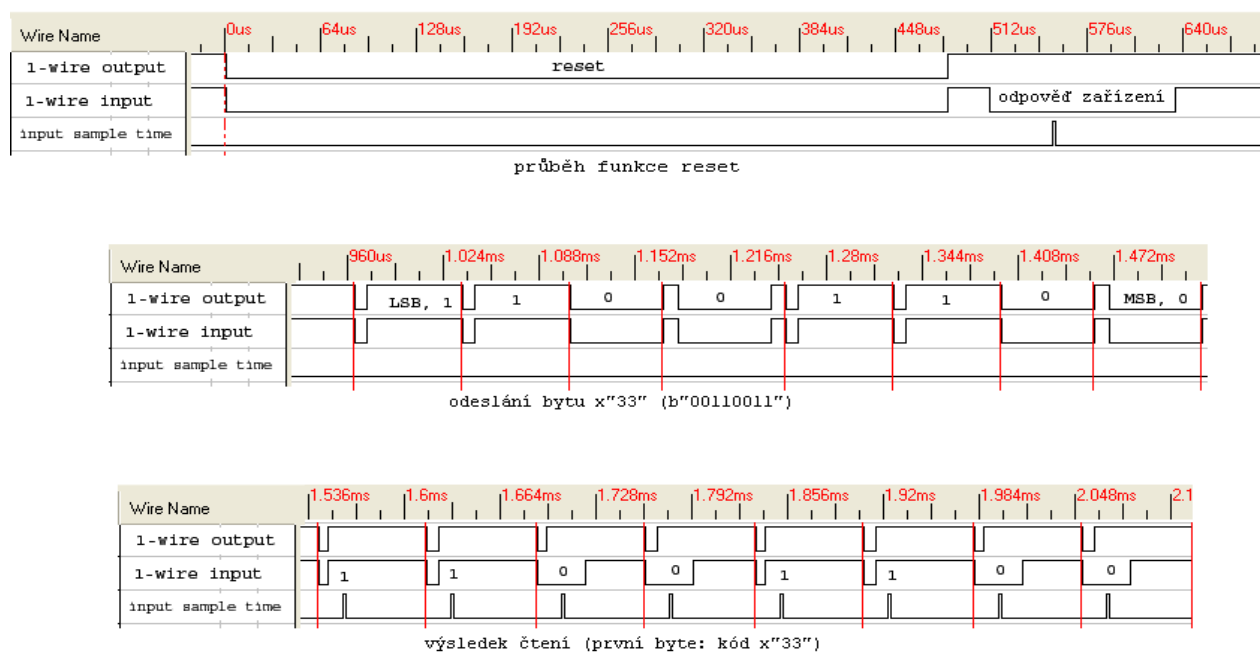 Wire Name 0us 64us 128us 192us 256us 320us 384us 448us 512us 576us 640us
1-wire output reset
1-wire input odpověď zařízení
input sample time
průběh funkce reset
Wire Name 960us 1.024ms 1.088ms 1.152ms 1.216ms 1.28ms 1.344ms 1.408ms 1.472ms
1-wire output LSB, 1 1 0 0 1 1 0 MSB, 0
1-wire input
input sample time
odeslání bytu x"33" (b"00110011")
Wire Name 1.536ms 1.6ms 1.664ms 1.728ms 1.792ms 1.856ms 1.92ms 1.984ms 2.048ms 2.1
1-wire output
1-wire input 1 1 0 0 1 1 0 0
input sample time
výsledek čtení (první byte: kód x"33")